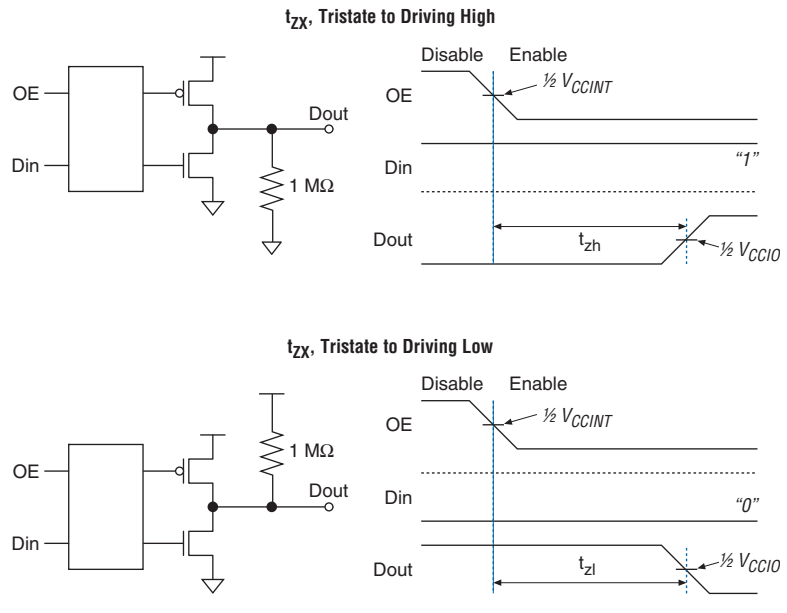 tZX, Tristate to Driving High
Disable Enable
OE
½ VCCINT
OE
Dout
Din
1 MΩ
Din
"1"
Dout
tzh
½ VCCIO
tZX, Tristate to Driving Low
Disable Enable
OE
½ VCCINT
1 MΩ
OE
Dout
Din
"0"
Din
Dout
tzl
½ VCCIO